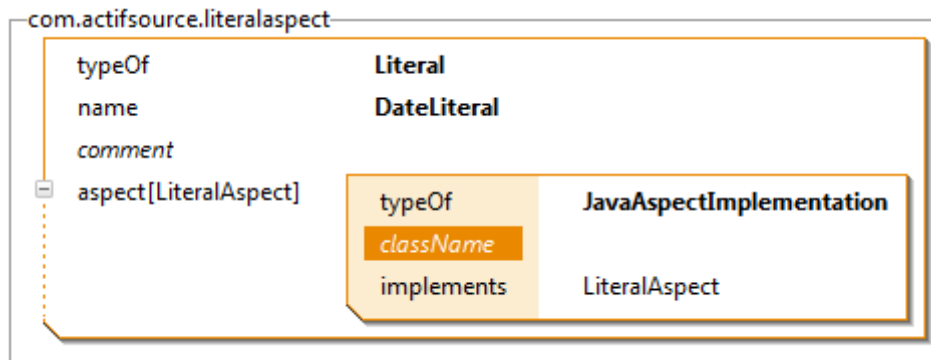 com.actifsource.literalaspect
typeOf Literal
name DateLiteral
comment
aspect[LiteralAspect]
typeOf JavaAspectImplementation
className
implements LiteralAspect